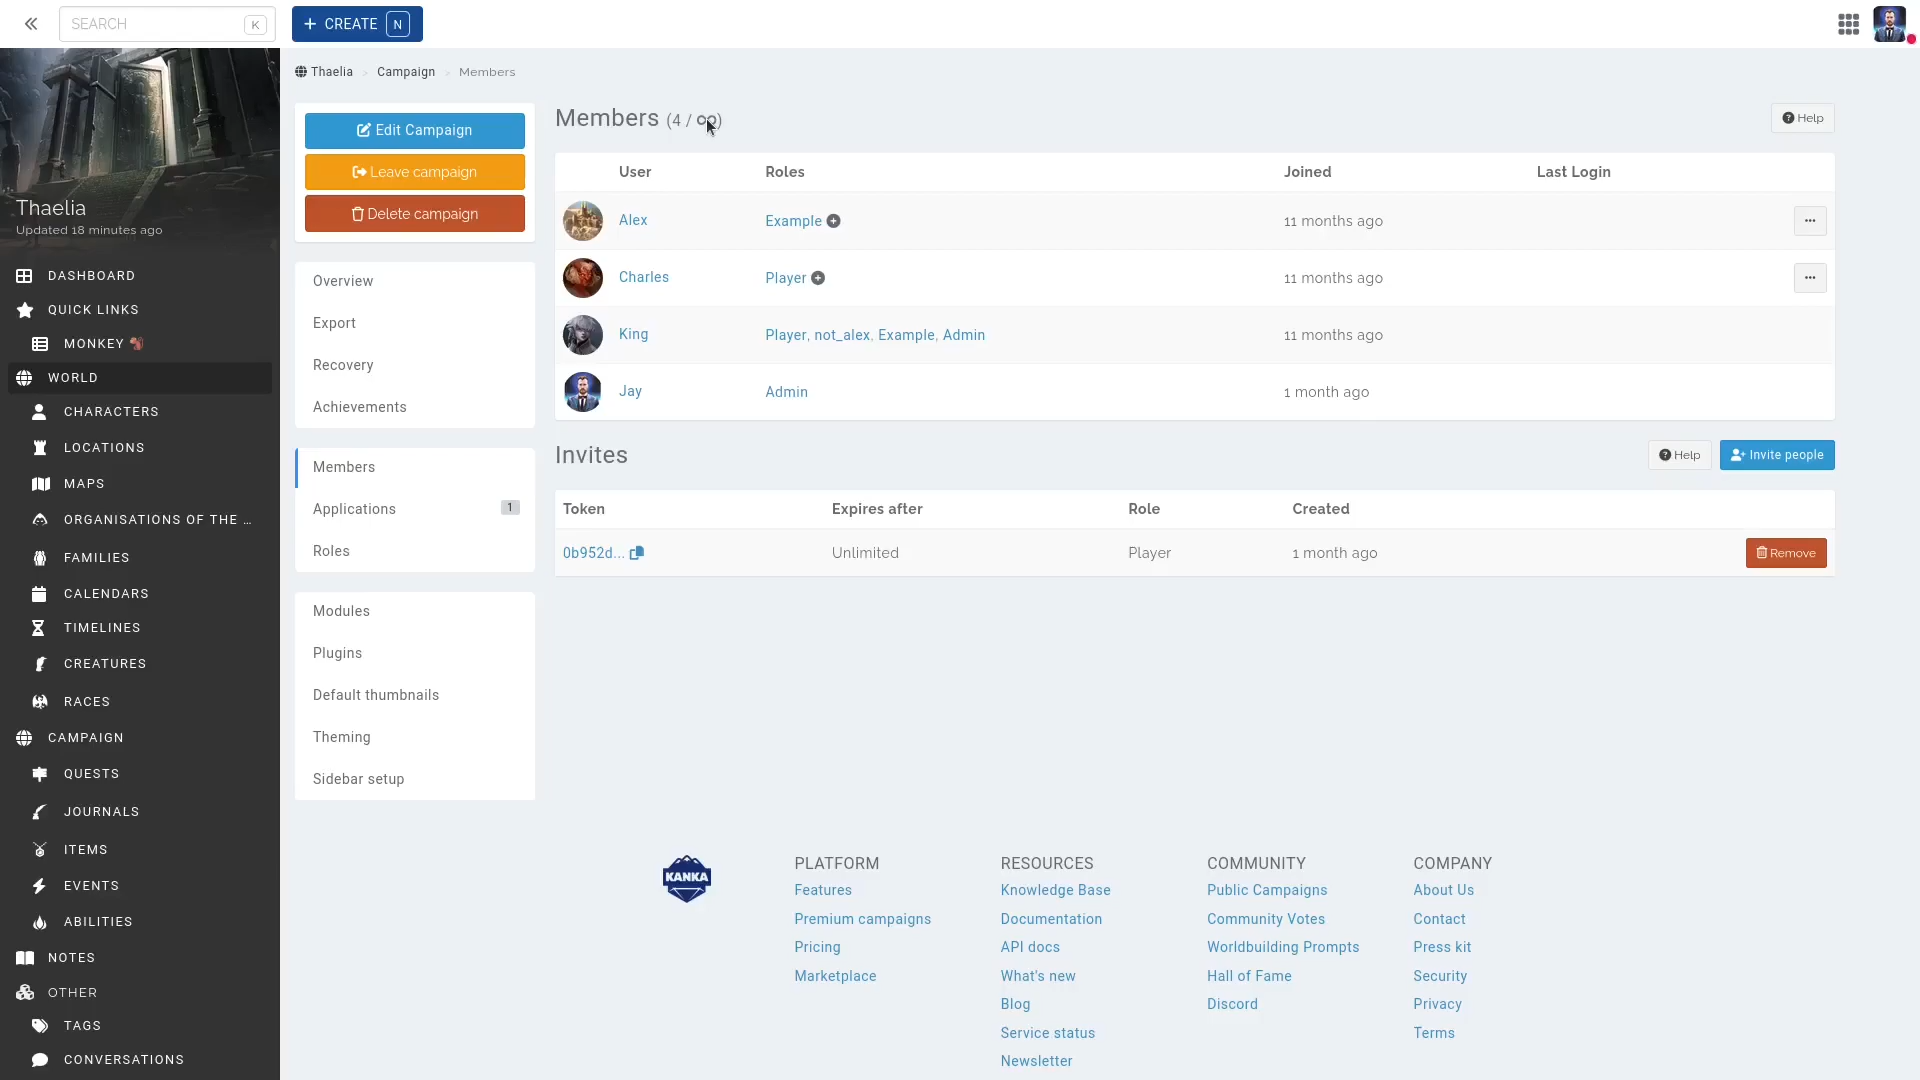 SEARCH K
+ CREATE N
Thaelia
Updated 18 minutes ago
DASHBOARD
QUICK LINKS
MONKEY
WORLD
CHARACTERS
LOCATIONS
MAPS
ORGANISATIONS OF THE ...
FAMILIES
CALENDARS
TIMELINES
CREATURES
RACES
CAMPAIGN
QUESTS
JOURNALS
ITEMS
EVENTS
ABILITIES
NOTES
OTHER
TAGS
CONVERSATIONS
Thaelia > Campaign > Members
Edit Campaign
Leave campaign
Delete campaign
Overview
Export
Recovery
Achievements
Members
Applications 1
Roles
Modules
Plugins
Default thumbnails
Theming
Sidebar setup
Members (4 / ∞)
Help
User Roles Joined Last Login
Alex Example 11 months ago ...
Charles Player 11 months ago ...
King Player, not_alex, Example, Admin 11 months ago
Jay Admin 1 month ago
Invites
Help
Invite people
Token Expires after Role Created
0b952d... Unlimited Player 1 month ago Remove
KANKA
PLATFORM
Features
Premium campaigns
Pricing
Marketplace
RESOURCES
Knowledge Base
Documentation
API docs
What's new
Blog
Service status
Newsletter
COMMUNITY
Public Campaigns
Community Votes
Worldbuilding Prompts
Hall of Fame
Discord
COMPANY
About Us
Contact
Press kit
Security
Privacy
Terms